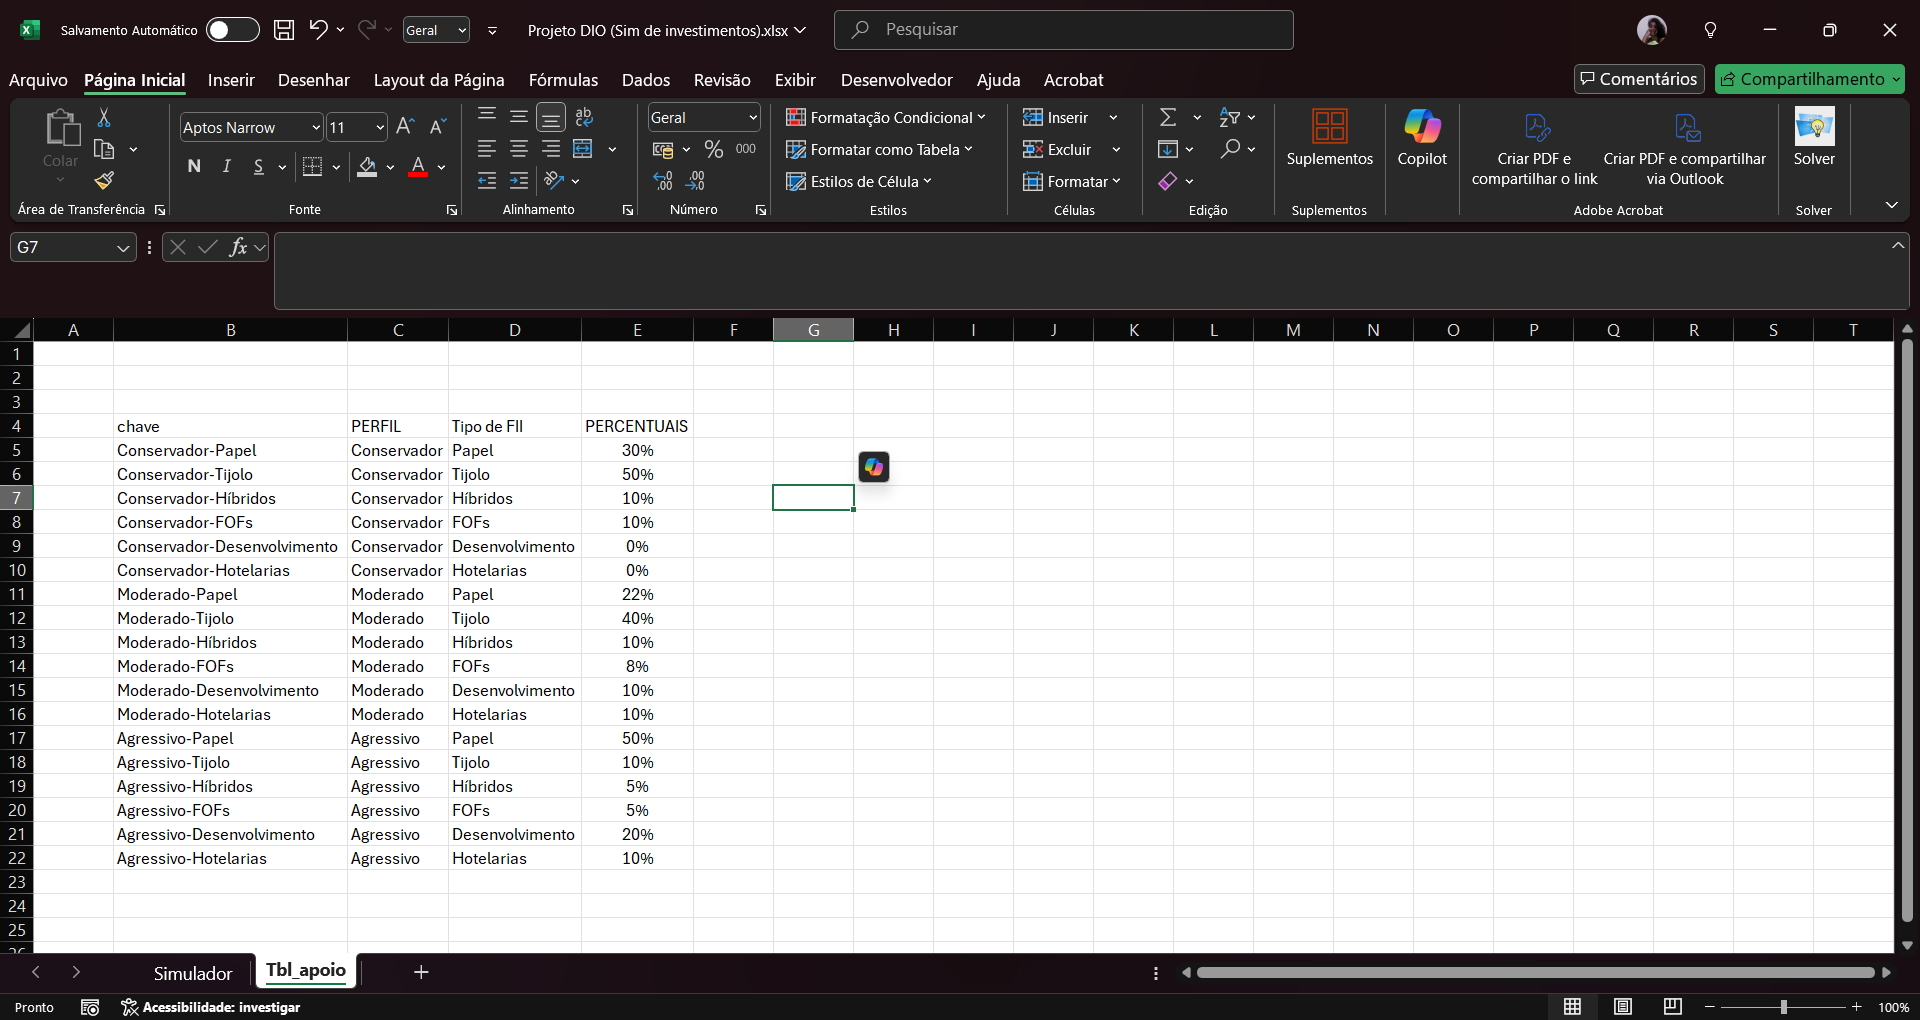 Salvamento Automático Geral Projeto DIO (Sim de investimentos).xlsx Pesquisar
Arquivo Página Inicial Inserir Desenhar Layout da Página Fórmulas Dados Revisão Exibir Desenvolvedor Ajuda Acrobat Comentários Compartilhamento
Colar
Área de Transferência
Aptos Narrow 11
N I S
Fonte
Alinhamento
Geral
% 000
Número
Formatação Condicional
Formatar como Tabela
Estilos de Célula
Estilos
Inserir
Excluir
Formatar
Células
Edição
Suplementos
Suplementos
Copilot
Criar PDF e
compartilhar o link
Criar PDF e compartilhar
via Outlook
Adobe Acrobat
Solver
Solver
G7 fx
A B C D E F G H I J K L M N O P Q R S T
1
2
3
4 chave PERFIL Tipo de FII PERCENTUAIS
5 Conservador-Papel Conservador Papel 30%
6 Conservador-Tijolo Conservador Tijolo 50%
7 Conservador-Híbridos Conservador Híbridos 10%
8 Conservador-FOFs Conservador FOFs 10%
9 Conservador-Desenvolvimento Conservador Desenvolvimento 0%
10 Conservador-Hotelarias Conservador Hotelarias 0%
11 Moderado-Papel Moderado Papel 22%
12 Moderado-Tijolo Moderado Tijolo 40%
13 Moderado-Híbridos Moderado Híbridos 10%
14 Moderado-FOFs Moderado FOFs 8%
15 Moderado-Desenvolvimento Moderado Desenvolvimento 10%
16 Moderado-Hotelarias Moderado Hotelarias 10%
17 Agressivo-Papel Agressivo Papel 50%
18 Agressivo-Tijolo Agressivo Tijolo 10%
19 Agressivo-Híbridos Agressivo Híbridos 5%
20 Agressivo-FOFs Agressivo FOFs 5%
21 Agressivo-Desenvolvimento Agressivo Desenvolvimento 20%
22 Agressivo-Hotelarias Agressivo Hotelarias 10%
23
24
25
26
Simulador Tbl_apoio
Pronto Acessibilidade: investigar 100%